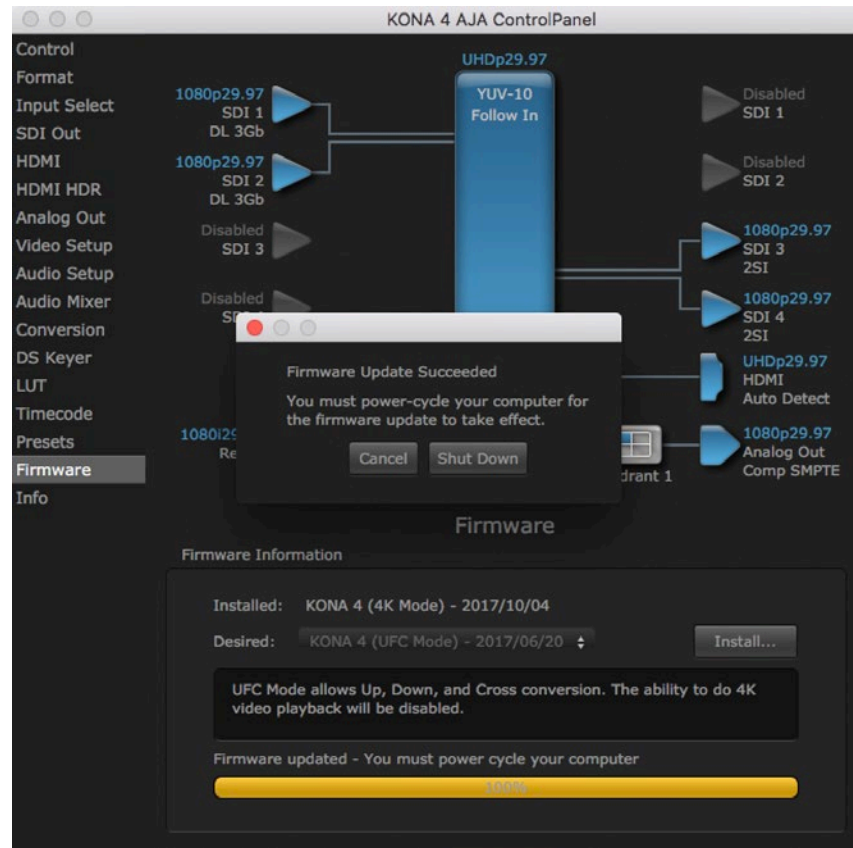 KONA 4 AJA ControlPanel
Control
Format
Input Select
SDI Out
HDMI
HDMI HDR
Analog Out
Video Setup
Audio Setup
Audio Mixer
Conversion
DS Keyer
LUT
Timecode
Presets
Firmware
Info
UHDp29.97
YUV-10
Follow In
1080p29.97
SDI 1
DL 3Gb
1080p29.97
SDI 2
DL 3Gb
Disabled
SDI 3
Disabled
1080i29
Re
Disabled
SDI 1
Disabled
SDI 2
1080p29.97
SDI 3
2SI
1080p29.97
SDI 4
2SI
UHDp29.97
HDMI
Auto Detect
1080p29.97
Analog Out
Comp SMPTE
drant 1
Firmware Update Succeeded
You must power-cycle your computer for
the firmware update to take effect.
Cancel Shut Down
Firmware
Firmware Information
Installed: KONA 4 (4K Mode) - 2017/10/04
Desired: KONA 4 (UFC Mode) - 2017/06/20 Install...
UFC Mode allows Up, Down, and Cross conversion. The ability to do 4K
video playback will be disabled.
Firmware updated - You must power cycle your computer
100%